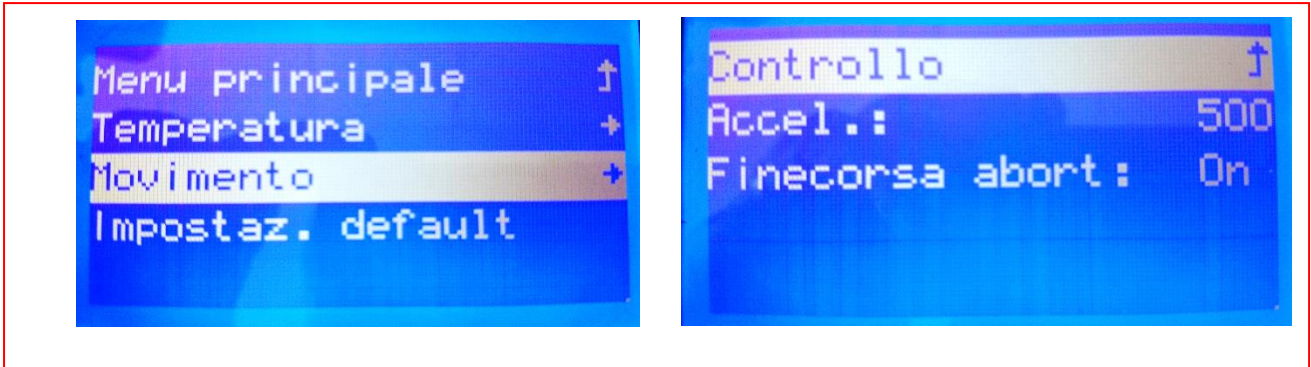 Menu principale
Temperatura
Movimento
Impostaz. default
Controllo
Accel.: 500
Finecorsa abort: On